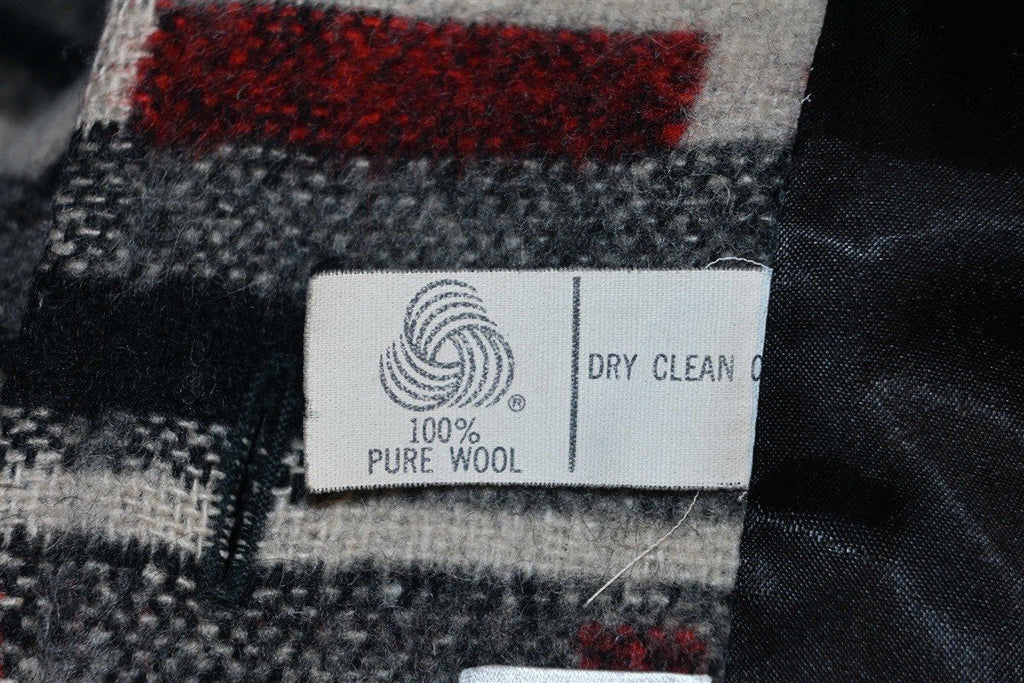 ®
100%
PURE WOOL
DRY CLEAN